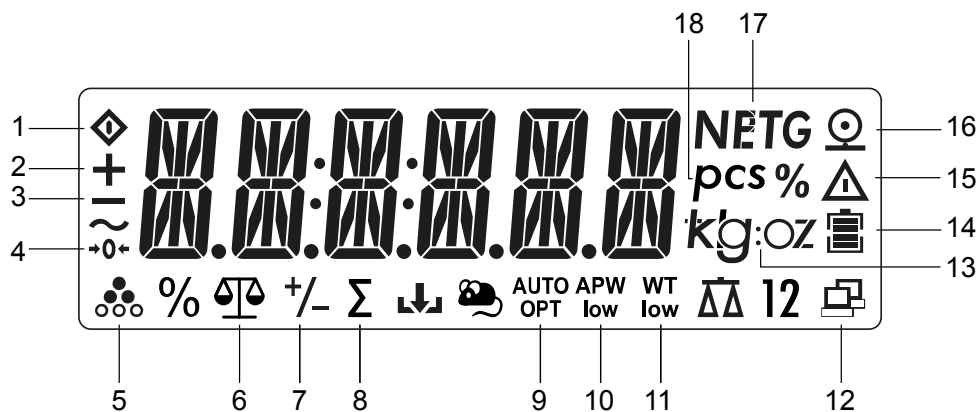 18 17
1 NETG 16
2 pcs % 15
3
4 →0← kg:oz 14
13
% +/- Σ AUTO OPT APW low WT low 12
5 6 7 8 9 10 11 12